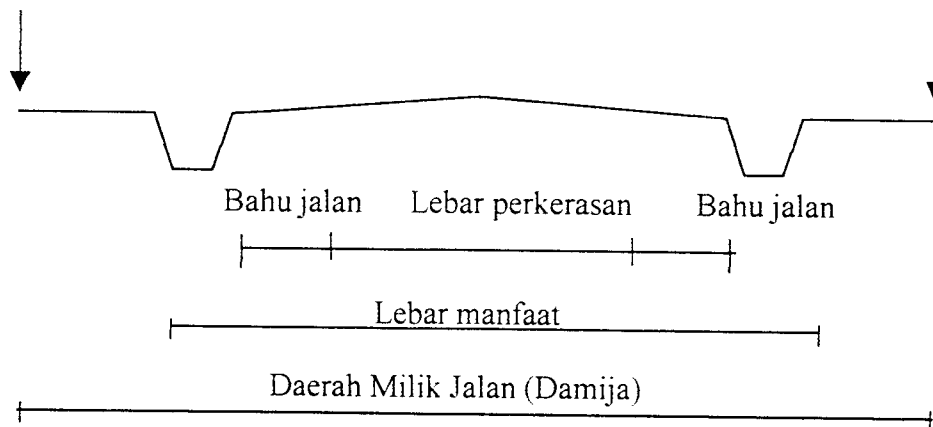 Bahu jalan Lebar perkerasan Bahu jalan
Lebar manfaat
Daerah Milik Jalan (Damija)